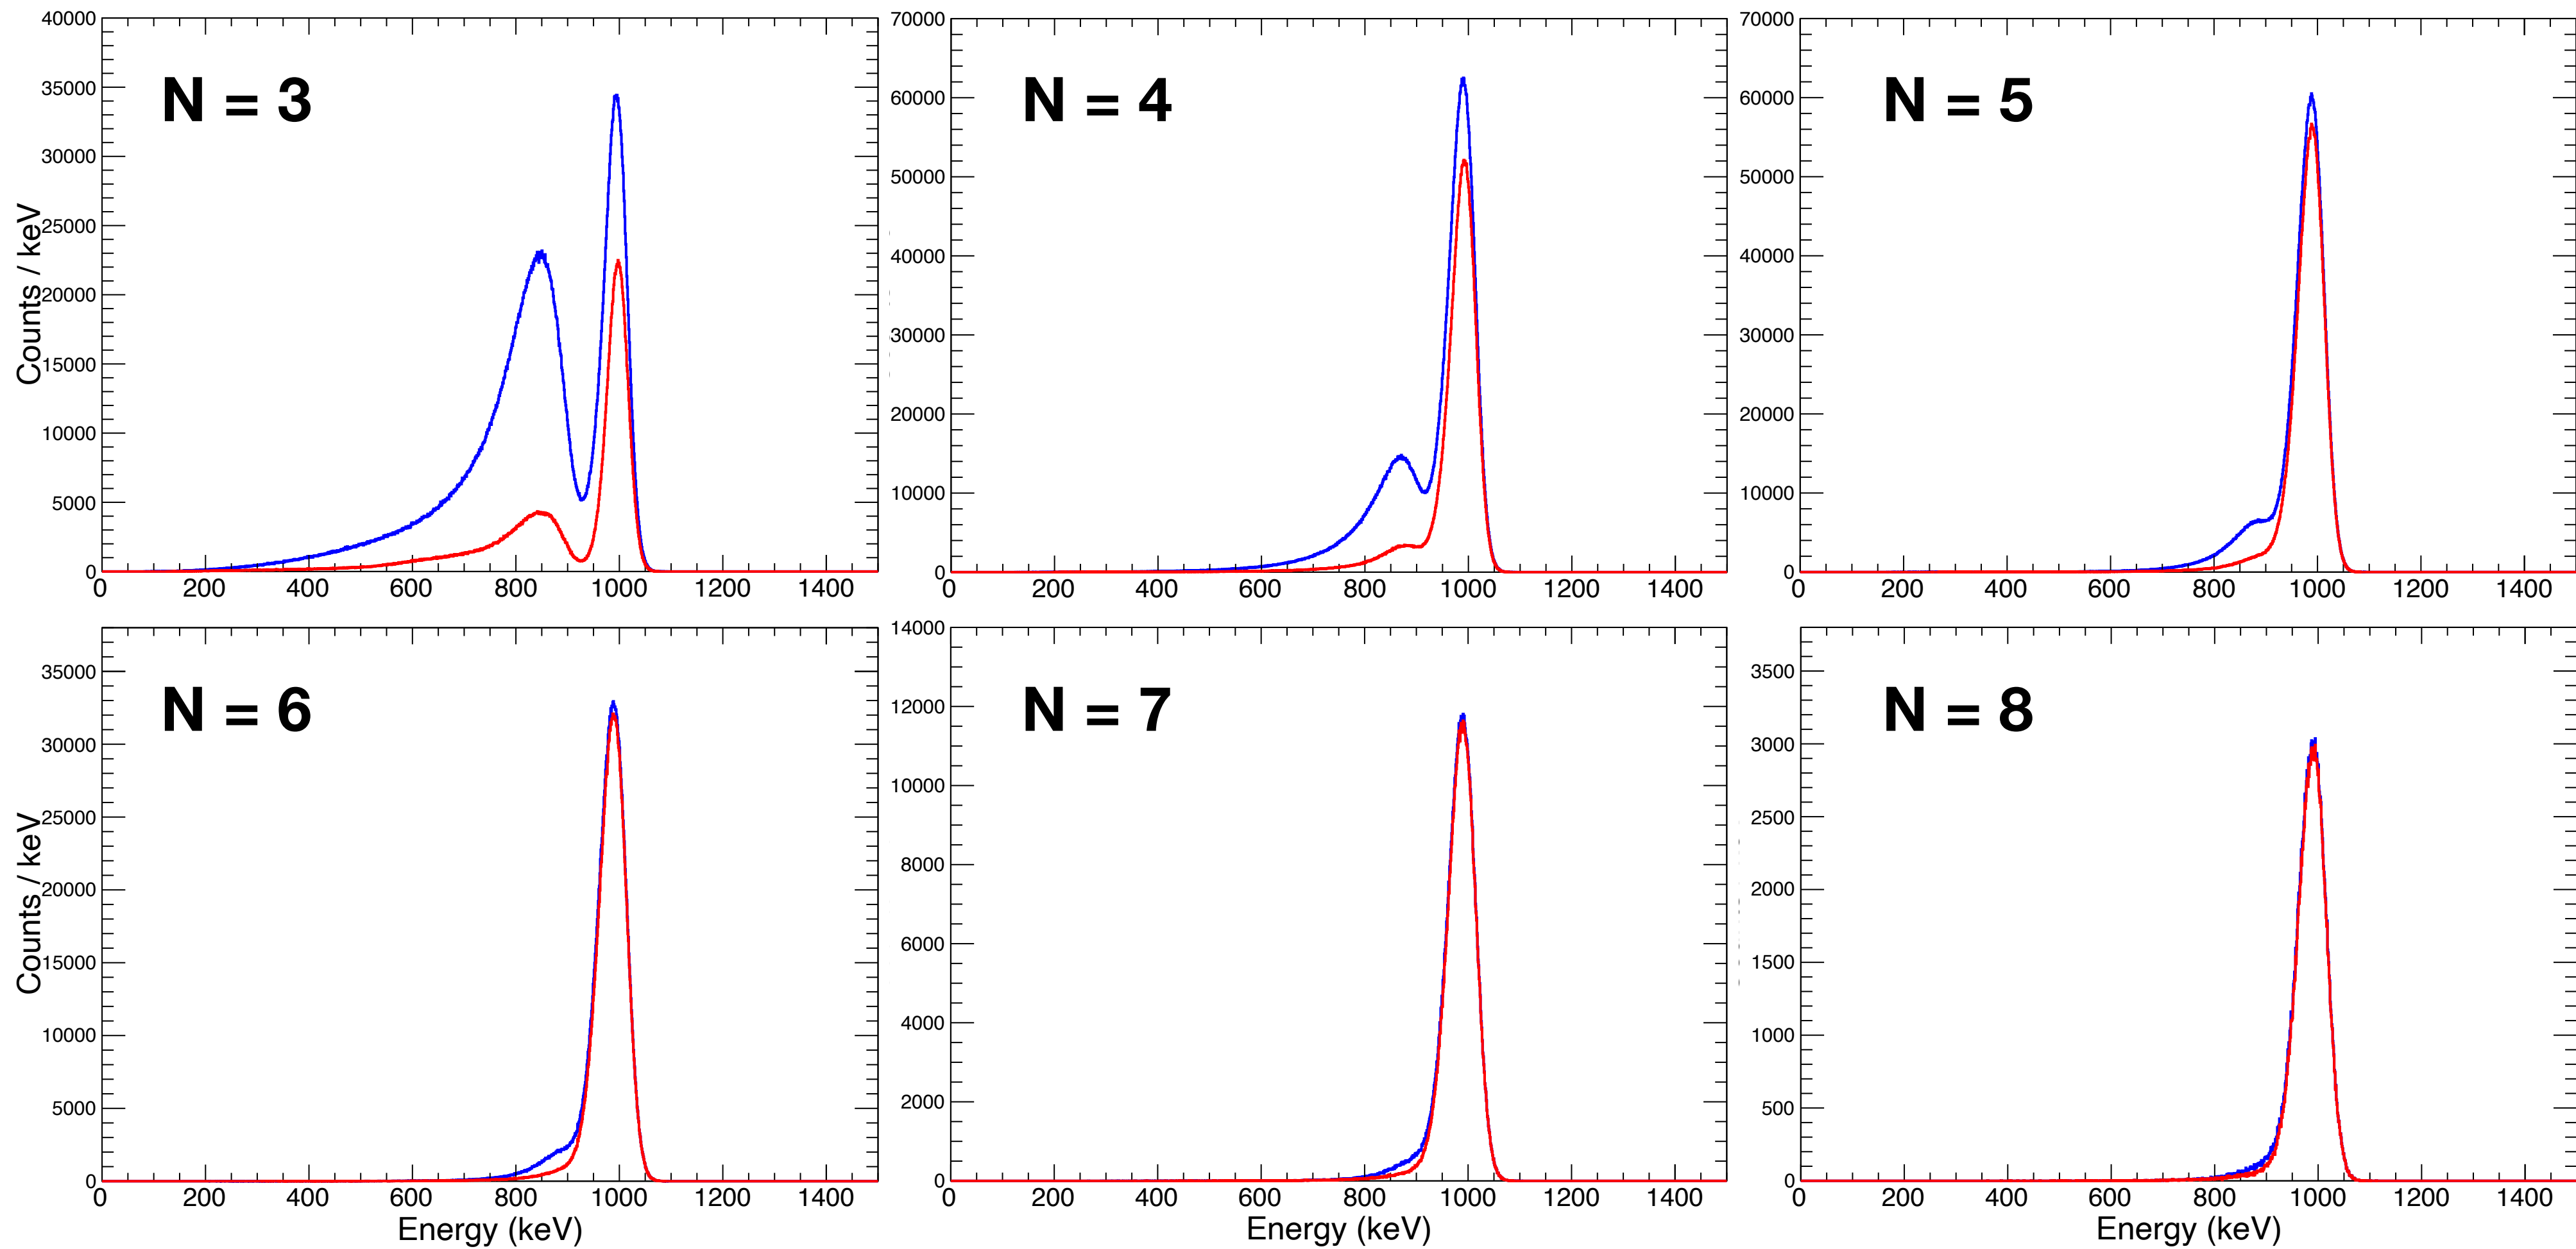 40000 70000 70000
N = 3 N = 4 N = 5
35000 60000 60000
30000 50000 50000
25000 40000 40000
20000 30000 30000
15000 20000 20000
10000 10000 10000
5000
0 0 0
Counts / keV
0 200 400 600 800 1000 1200 1400
0 200 400 600 800 1000 1200 1400
0 200 400 600 800 1000 1200 1400
14000
N = 6 N = 7 N = 8
35000 12000 3500
30000 10000 3000
25000 8000 2500
20000 6000 2000
15000 4000 1500
10000 2000 1000
5000 500
0 0 0
Counts / keV
0 200 400 600 800 1000 1200 1400
0 200 400 600 800 1000 1200 1400
0 200 400 600 800 1000 1200 1400
Energy (keV) Energy (keV) Energy (keV)